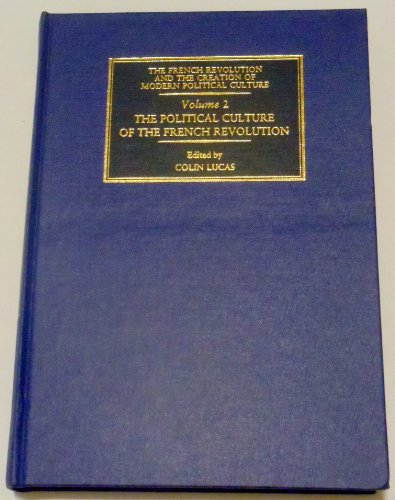 THE FRENCH REVOLUTION
AND THE CREATION OF
MODERN POLITICAL CULTURE
Volume 2
THE POLITICAL CULTURE
OF THE FRENCH REVOLUTION
Edited by
COLIN LUCAS